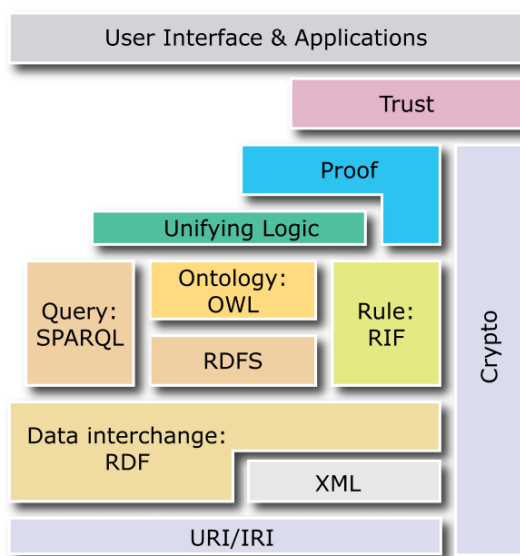 User Interface & Applications
Trust
Proof
Unifying Logic
Query:
SPARQL
Ontology:
OWL
RDFS
Rule:
RIF
Crypto
Data interchange:
RDF
XML
URI/IRI